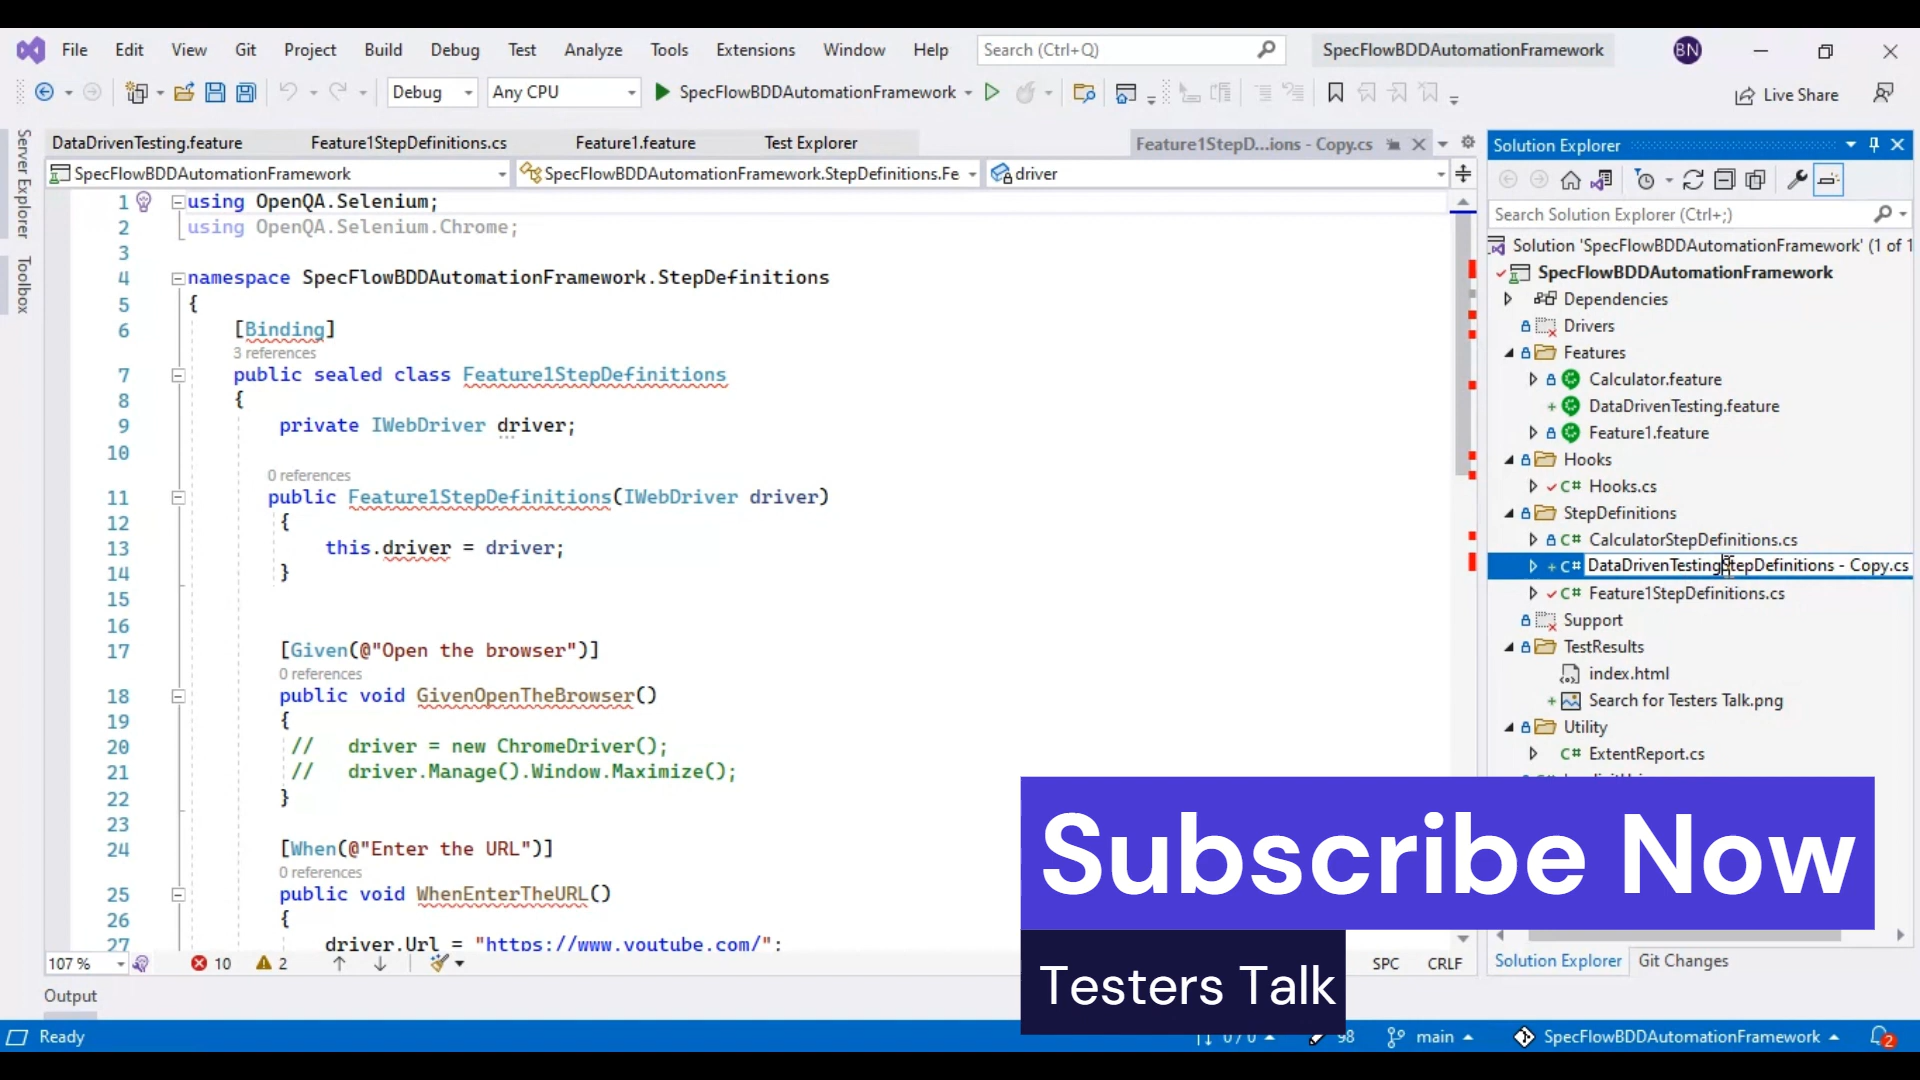 File Edit View Git Project Build Debug Test Analyze Tools Extensions Window Help Search (Ctrl+Q) SpecFlowBDDAutomationFramework BN
Debug Any CPU SpecFlowBDDAutomationFramework Live Share
Server Explorer
Toolbox
DataDrivenTesting.feature Feature1StepDefinitions.cs Feature1.feature Test Explorer Feature1StepD...ions - Copy.cs
SpecFlowBDDAutomationFramework SpecFlowBDDAutomationFramework.StepDefinitions.Fe driver
1 using OpenQA.Selenium;
2 using OpenQA.Selenium.Chrome;
3
4 namespace SpecFlowBDDAutomationFramework.StepDefinitions
5 {
6 [Binding]
3 references
7 public sealed class Feature1StepDefinitions
8 {
9 private IWebDriver driver;
10
0 references
11 public Feature1StepDefinitions(IWebDriver driver)
12 {
13 this.driver = driver;
14 }
15
16
17 [Given(@"Open the browser")]
0 references
18 public void GivenOpenTheBrowser()
19 {
20 // driver = new ChromeDriver();
21 // driver.Manage().Window.Maximize();
22 }
23
24 [When(@"Enter the URL")]
0 references
25 public void WhenEnterTheURL()
26 {
27 driver.Url = "https://www.youtube.com/";
107 % 10 2 SPC CRLF
Output
Ready 0 / 0 98 main SpecFlowBDDAutomationFramework 2
Solution Explorer
Search Solution Explorer (Ctrl+;)
Solution 'SpecFlowBDDAutomationFramework' (1 of 1
SpecFlowBDDAutomationFramework
Dependencies
Drivers
Features
Calculator.feature
DataDrivenTesting.feature
Feature1.feature
Hooks
C# Hooks.cs
StepDefinitions
C# CalculatorStepDefinitions.cs
C# DataDrivenTestingStepDefinitions - Copy.cs
C# Feature1StepDefinitions.cs
Support
TestResults
index.html
Search for Testers Talk.png
Utility
C# ExtentReport.cs
Solution Explorer Git Changes
Subscribe Now
Testers Talk